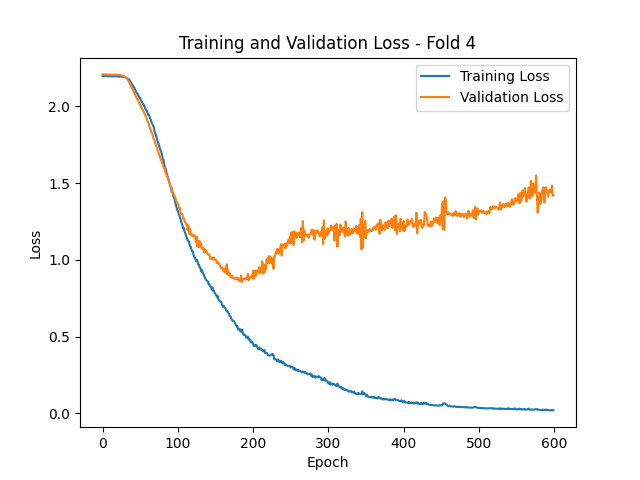 Training and Validation Loss - Fold 4
Training Loss
Validation Loss
2.0
1.5
1.0
0.5
0.0
Loss
0 100 200 300 400 500 600
Epoch